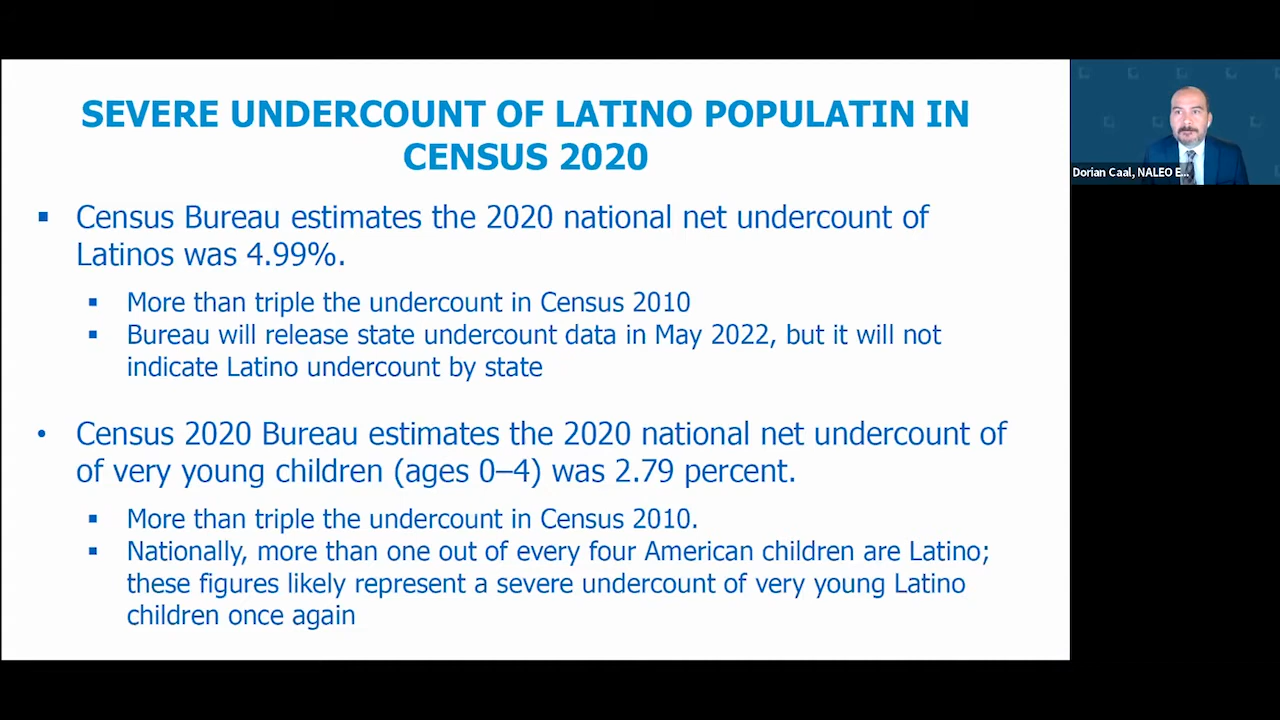 SEVERE UNDERCOUNT OF LATINO POPULATIN IN
CENSUS 2020
▪ Census Bureau estimates the 2020 national net undercount of
Latinos was 4.99%.
▪ More than triple the undercount in Census 2010
▪ Bureau will release state undercount data in May 2022, but it will not
indicate Latino undercount by state
• Census 2020 Bureau estimates the 2020 national net undercount of
of very young children (ages 0–4) was 2.79 percent.
▪ More than triple the undercount in Census 2010.
▪ Nationally, more than one out of every four American children are Latino;
these figures likely represent a severe undercount of very young Latino
children once again
Dorian Caal, NALEO E...